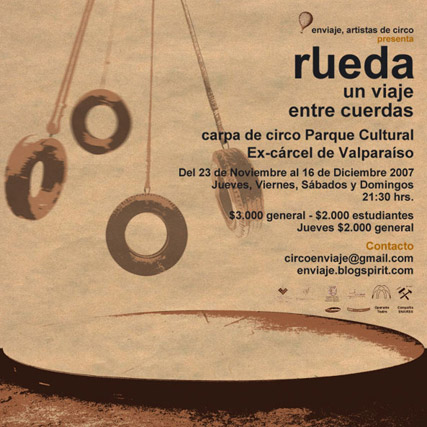 enviaje, artistas de circo
presenta
rueda
un viaje
entre cuerdas
carpa de circo Parque Cultural
Ex-cárcel de Valparaíso
Del 23 de Noviembre al 16 de Diciembre 2007
Jueves, Viernes, Sábados y Domingos
21:30 hrs.
$3.000 general - $2.000 estudiantes
Jueves $2.000 general
Contacto
circoenviaje@gmail.com
enviaje.blogspirit.com